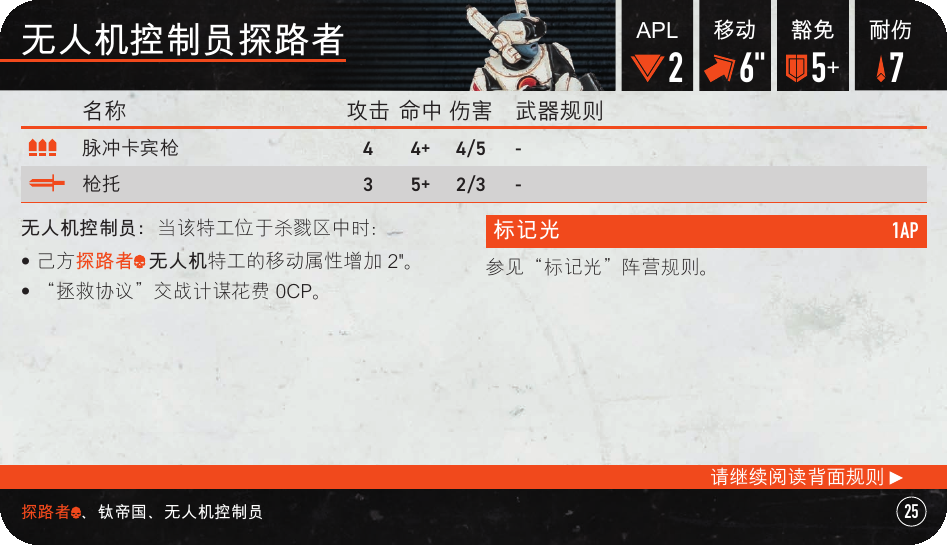 无人机控制员探路者
APL 移动 豁免 耐伤
2 6" 5+ 7
名称 攻击 命中 伤害 武器规则
脉冲卡宾枪 4 4+ 4/5 -
枪托 3 5+ 2/3 -
无人机控制员：当该特工位于杀戮区中时:
• 己方探路者无人机特工的移动属性增加 2"。
• “拯救协议”交战计谋花费 0CP。
标记光 1AP
参见“标记光”阵营规则。
请继续阅读背面规则 ▶
探路者、钛帝国、无人机控制员
25